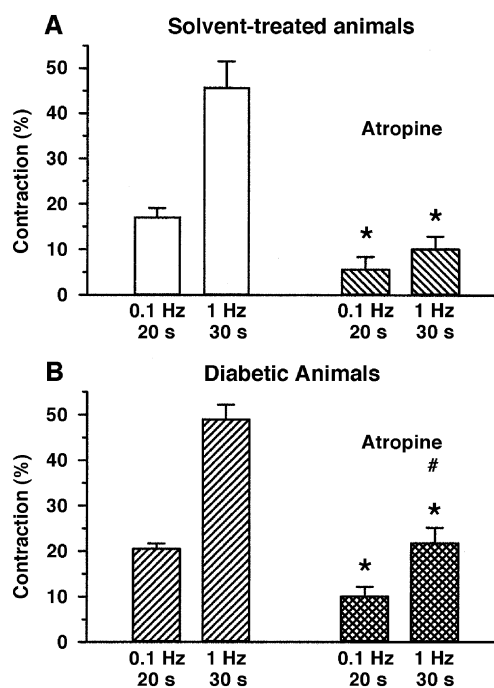 A Solvent-treated animals
Contraction (%)
50
40
30
20
10
0
Atropine
* *
0.1 Hz 1 Hz 0.1 Hz 1 Hz
20 s 30 s 20 s 30 s
B Diabetic Animals
Contraction (%)
50
40
30
20
10
0
Atropine
#
*
*
0.1 Hz 1 Hz 0.1 Hz 1 Hz
20 s 30 s 20 s 30 s